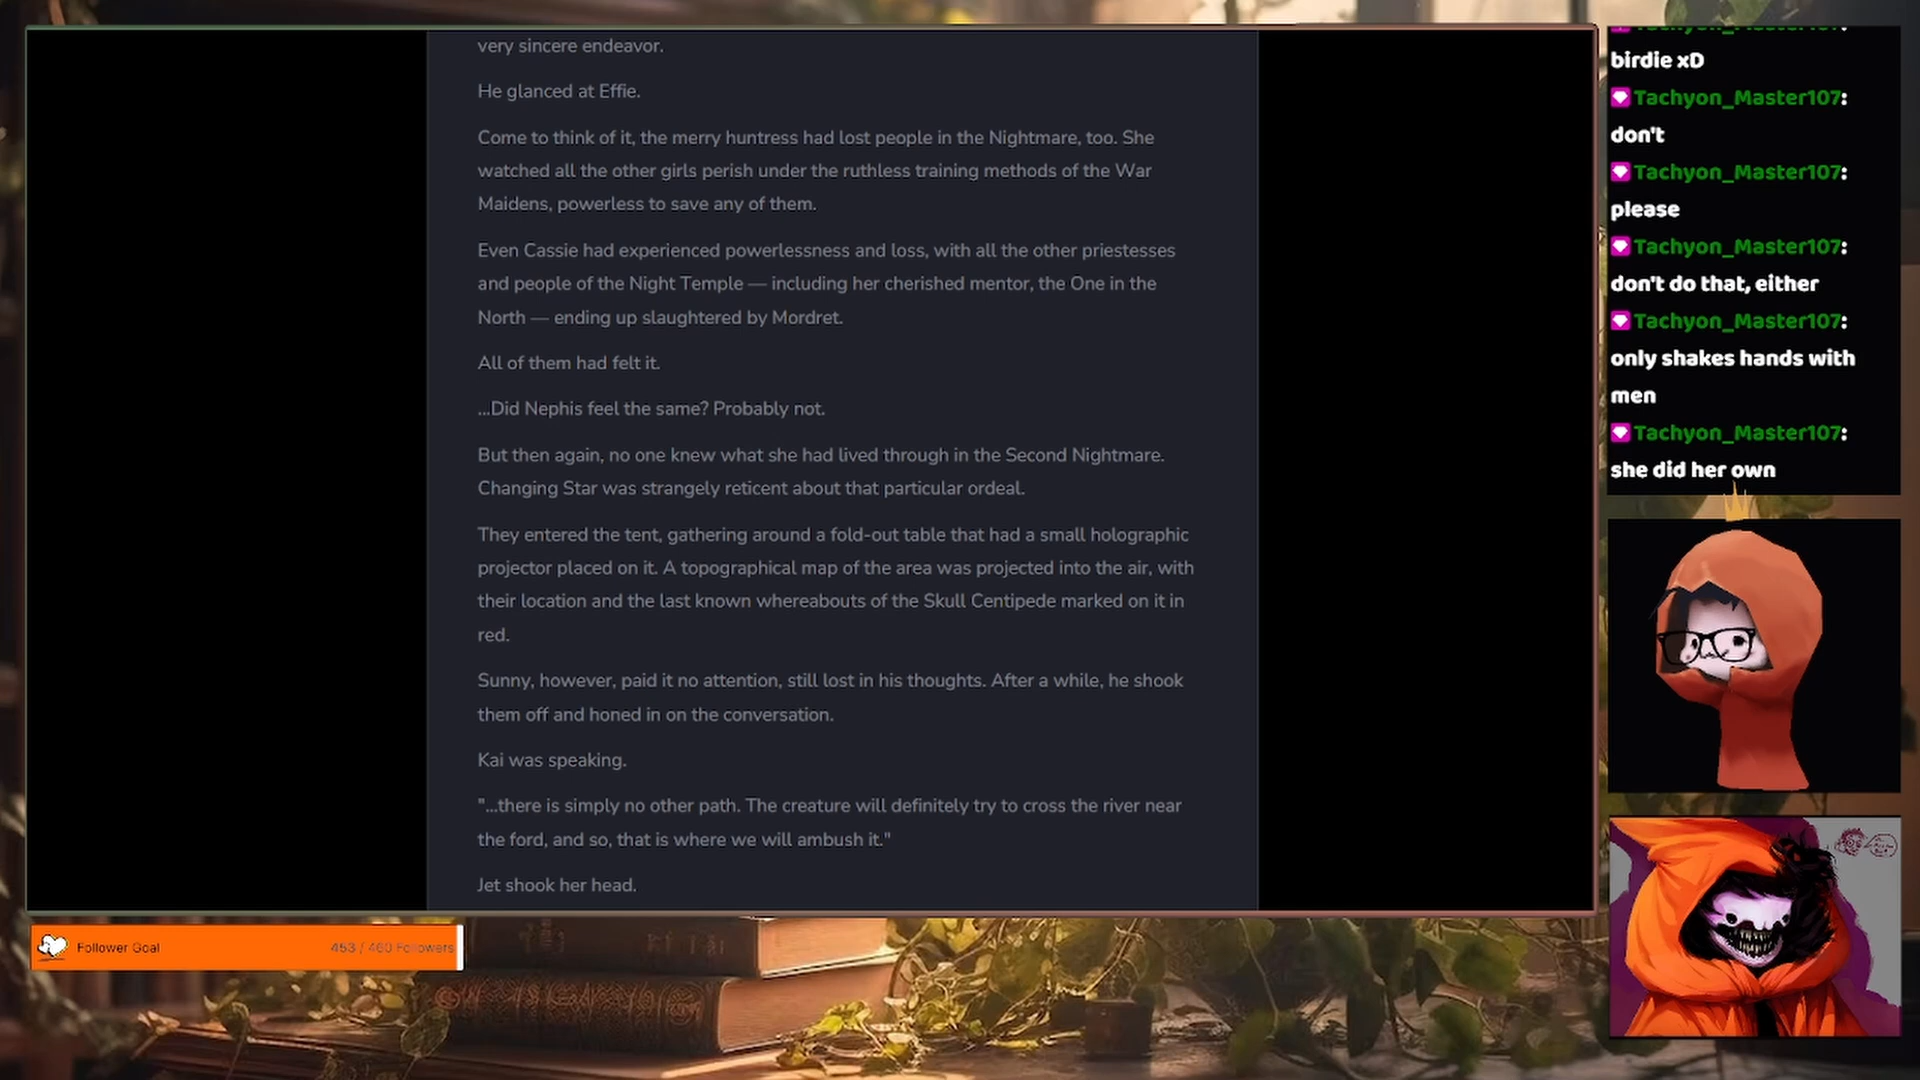 very sincere endeavor.
He glanced at Effie.
Come to think of it, the merry huntress had lost people in the Nightmare, too. She
watched all the other girls perish under the ruthless training methods of the War
Maidens, powerless to save any of them.
Even Cassie had experienced powerlessness and loss, with all the other priestesses
and people of the Night Temple — including her cherished mentor, the One in the
North — ending up slaughtered by Mordret.
All of them had felt it.
...Did Nephis feel the same? Probably not.
But then again, no one knew what she had lived through in the Second Nightmare.
Changing Star was strangely reticent about that particular ordeal.
They entered the tent, gathering around a fold-out table that had a small holographic
projector placed on it. A topographical map of the area was projected into the air, with
their location and the last known whereabouts of the Skull Centipede marked on it in
red.
Sunny, however, paid it no attention, still lost in his thoughts. After a while, he shook
them off and honed in on the conversation.
Kai was speaking.
"...there is simply no other path. The creature will definitely try to cross the river near
the ford, and so, that is where we will ambush it."
Jet shook her head.
Follower Goal
453 / 460 Followers
birdie xD
Tachyon_Master107:
don't
Tachyon_Master107:
please
Tachyon_Master107:
don't do that, either
Tachyon_Master107:
only shakes hands with
men
Tachyon_Master107:
she did her own